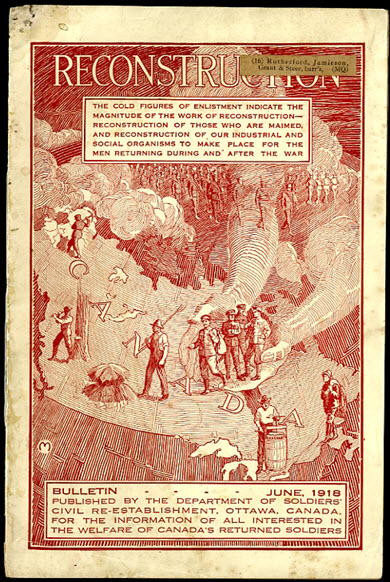 RECONSTRUCTION
(16) Rutherford, Jamieson,
Grant & Steer, Insr's, (MQ)
THE COLD FIGURES OF ENLISTMENT INDICATE THE
MAGNITUDE OF THE WORK OF RECONSTRUCTION—
RECONSTRUCTION OF THOSE WHO ARE MAIMED,
AND RECONSTRUCTION OF OUR INDUSTRIAL AND
SOCIAL ORGANISMS TO MAKE PLACE FOR THE
MEN RETURNING DURING AND AFTER THE WAR
CANADA
BULLETIN - - - - JUNE, 1918
PUBLISHED BY THE DEPARTMENT OF SOLDIERS'
CIVIL RE-ESTABLISHMENT, OTTAWA, CANADA,
FOR THE INFORMATION OF ALL INTERESTED IN
THE WELFARE OF CANADA'S RETURNED SOLDIERS